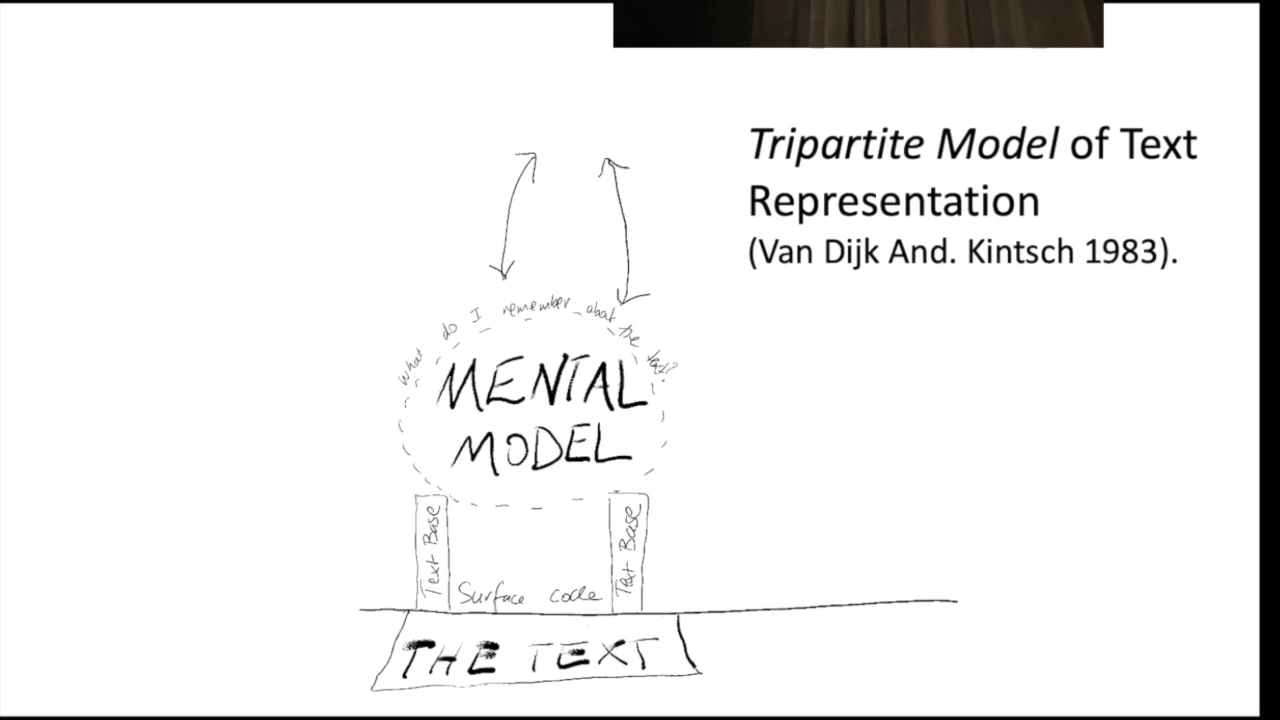 Tripartite Model of Text
Representation
(Van Dijk And. Kintsch 1983).
what do I remember about the text?
MENTAL
MODEL
Text Base
Text Base
Surface code
THE TEXT